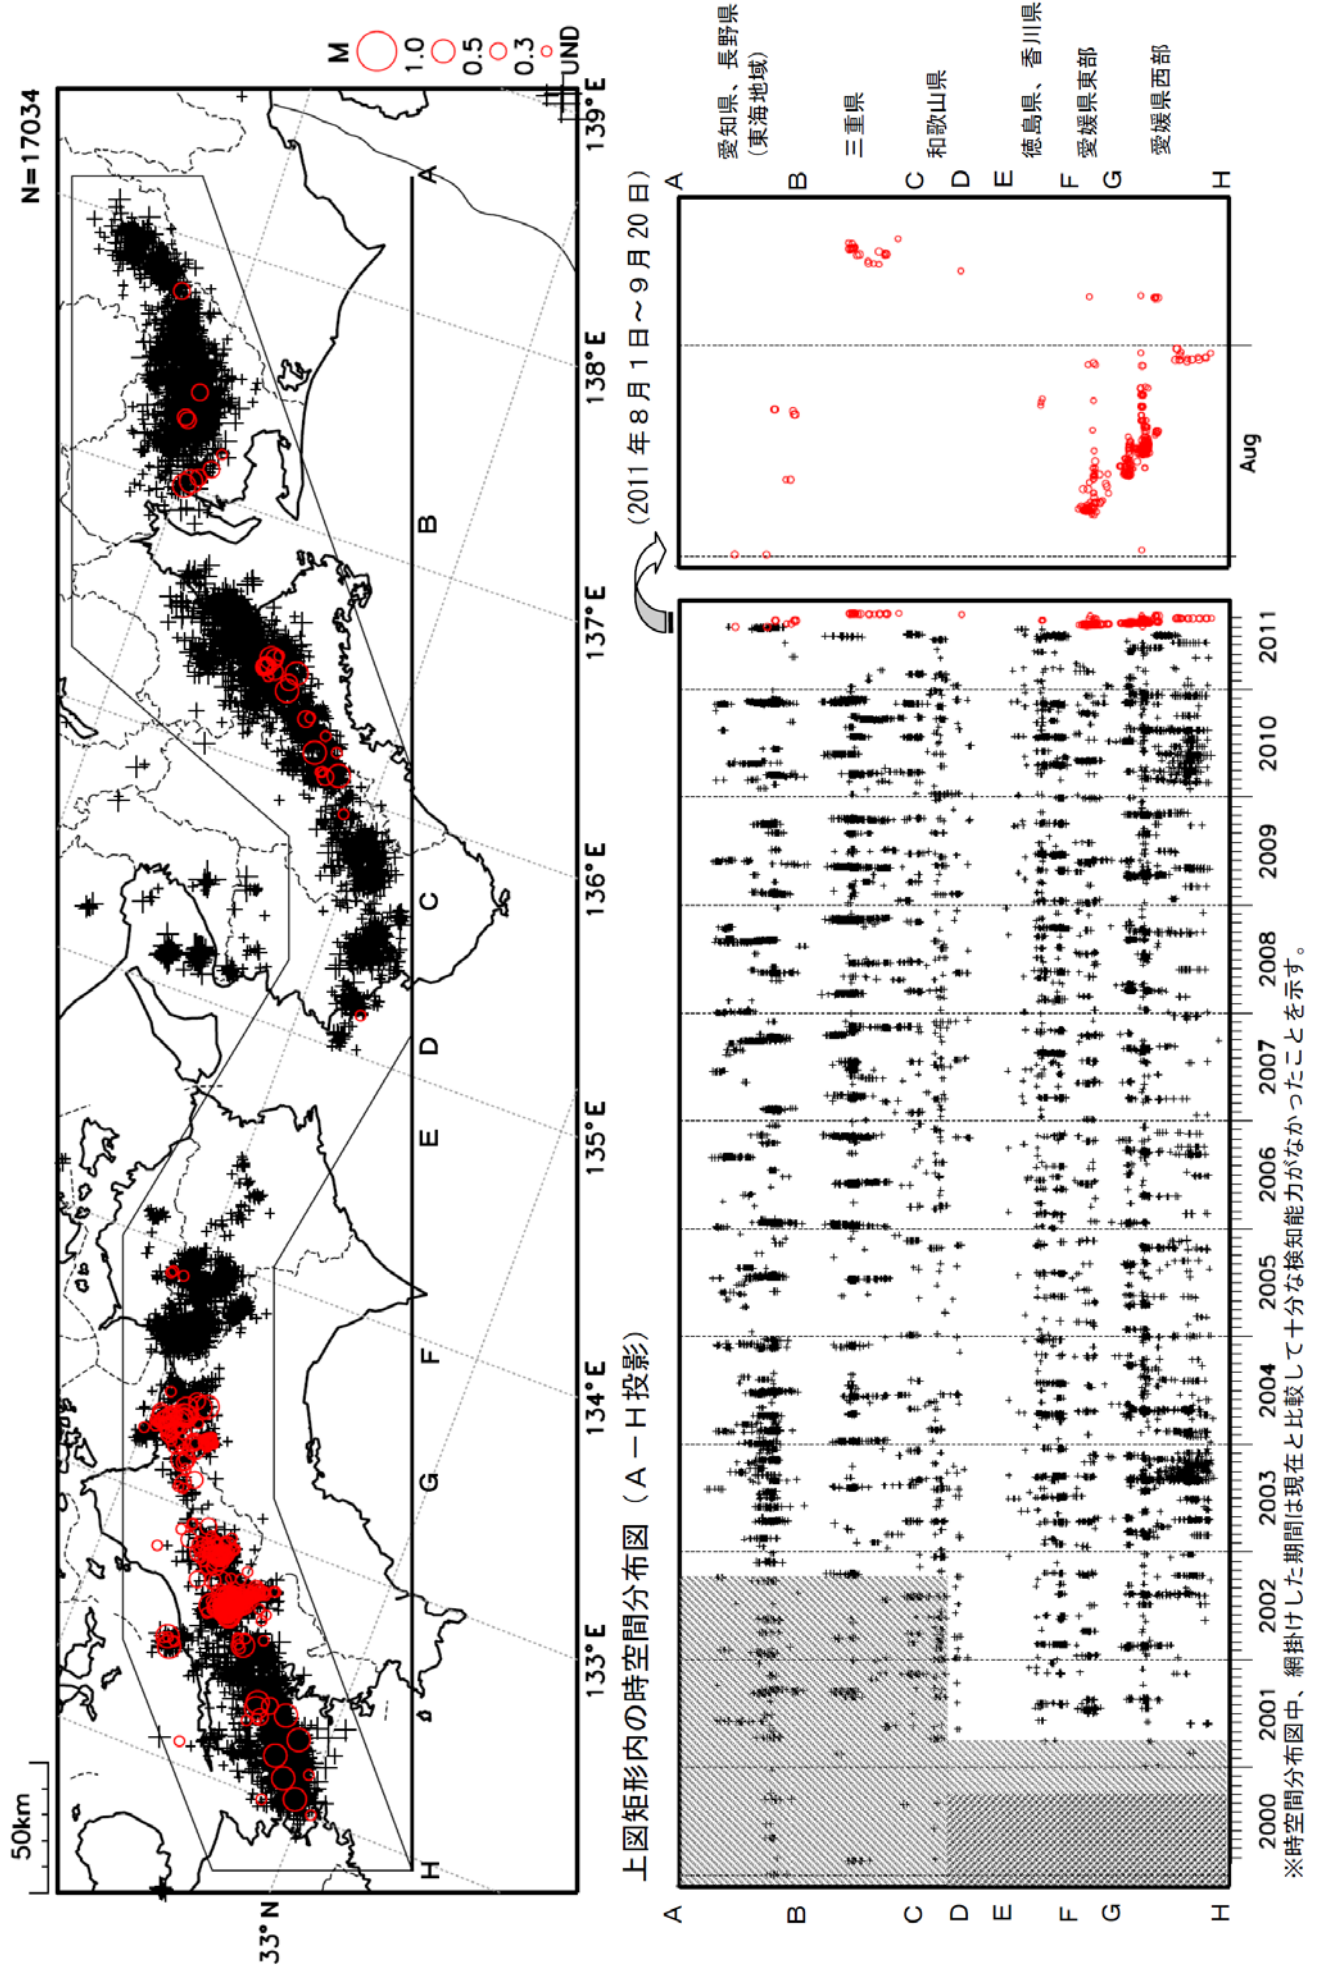 N=17034
50km
33°N
133°E
134°E
135°E
136°E
137°E
138°E
139°E
M
1.0
0.5
0.3
UND
H
G
F
E
D
C
B
A
上図矩形内の時空間分布図（A－H投影）
(2011年8月1日～9月20日)
A
B
C
D
E
F
G
H
2000
2001
2002
2003
2004
2005
2006
2007
2008
2009
2010
2011
Aug
A
B
C
D
E
F
G
H
愛知県、長野県
(東海地域)
三重県
和歌山県
徳島県、香川県
愛媛県東部
愛媛県西部
※時空間分布図中、網掛けした期間は現在と比較して十分な検知能力がなかったことを示す。